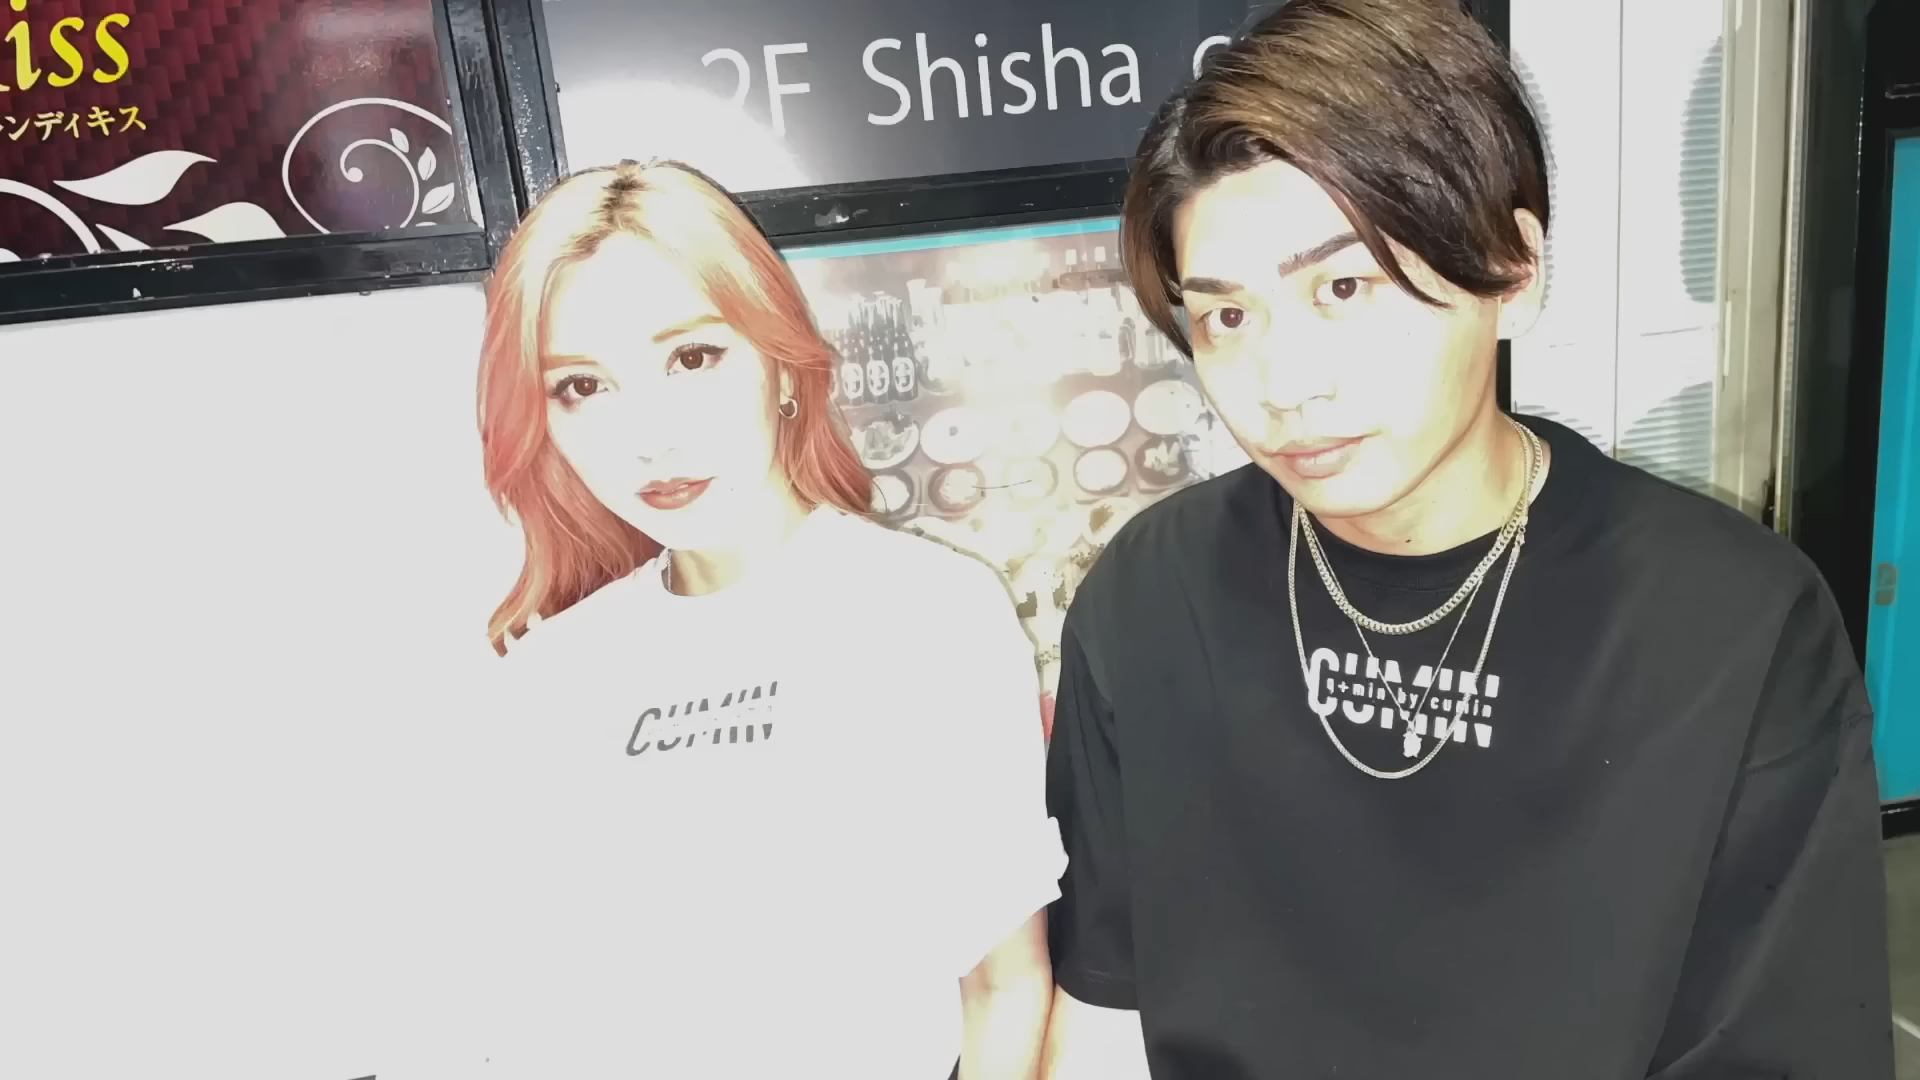 iss
ンディキス
2F Shisha
CUMIN
CUMIN
q+min by cumin